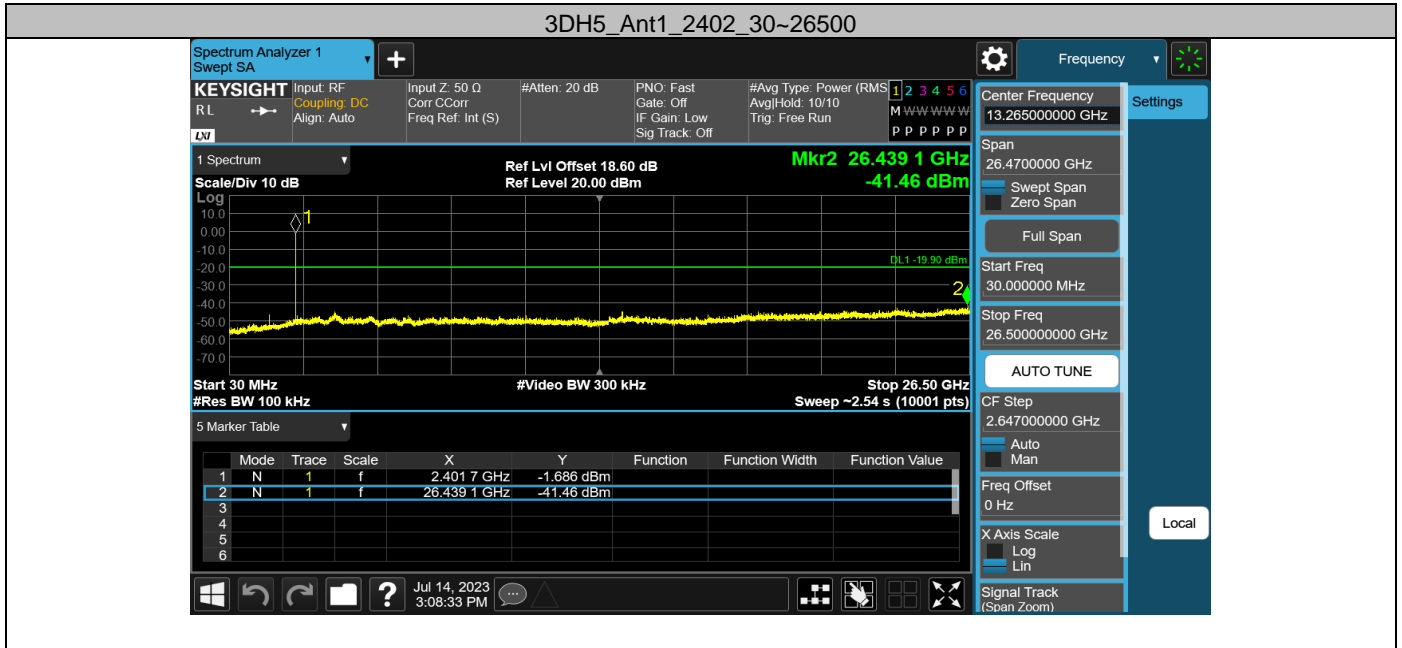 3DH5_Ant1_2402_30~26500
Spectrum Analyzer 1
Swept SA
+
Frequency
KEYSIGHT
RL
LXI
Input: RF
Coupling: DC
Align: Auto
Input Z: 50 Ω
Corr CCorr
Freq Ref: Int (S)
#Atten: 20 dB
PNO: Fast
Gate: Off
IF Gain: Low
Sig Track: Off
#Avg Type: Power (RMS
Avg|Hold: 10/10
Trig: Free Run
1 2 3 4 5 6
M W W W W W
P P P P P P
1 Spectrum
Scale/Div 10 dB
Ref Lvl Offset 18.60 dB
Ref Level 20.00 dBm
Mkr2 26.439 1 GHz
-41.46 dBm
Log
10.0
0.00
-10.0
-20.0
-30.0
-40.0
-50.0
-60.0
-70.0
1
DL1 -19.90 dBm
2
Start 30 MHz
#Res BW 100 kHz
#Video BW 300 kHz
Stop 26.50 GHz
Sweep ~2.54 s (10001 pts)
5 Marker Table
Mode Trace Scale X Y Function Function Width Function Value
1 N 1 f 2.401 7 GHz -1.686 dBm
2 N 1 f 26.439 1 GHz -41.46 dBm
3
4
5
6
?
Jul 14, 2023
3:08:33 PM
Center Frequency
13.265000000 GHz
Span
26.4700000 GHz
Swept Span
Zero Span
Full Span
Start Freq
30.000000 MHz
Stop Freq
26.500000000 GHz
AUTO TUNE
CF Step
2.647000000 GHz
Auto
Man
Freq Offset
0 Hz
X Axis Scale
Log
Lin
Signal Track
(Span Zoom)
Settings
Local